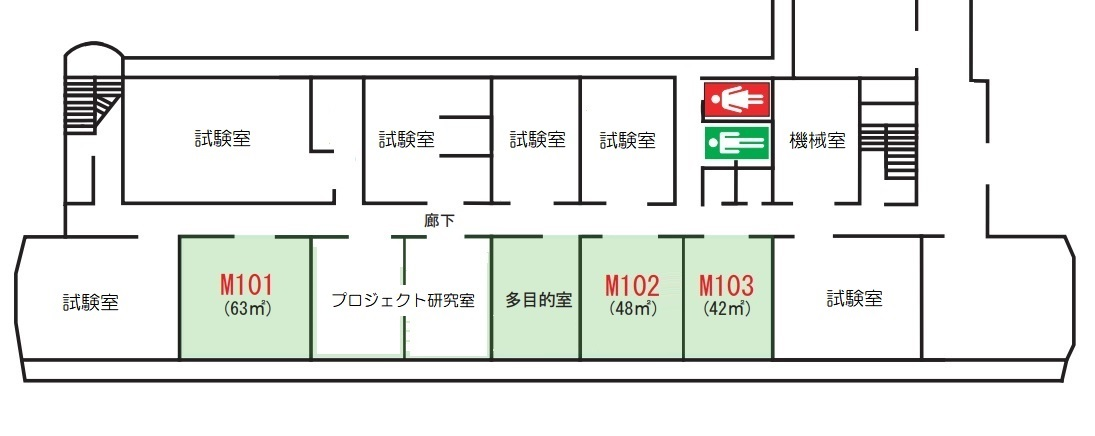 試験室
試験室
試験室
試験室
機械室
廊下
試験室
M101
(63㎡)
プロジェクト研究室
多目的室
M102
(48㎡)
M103
(42㎡)
試験室